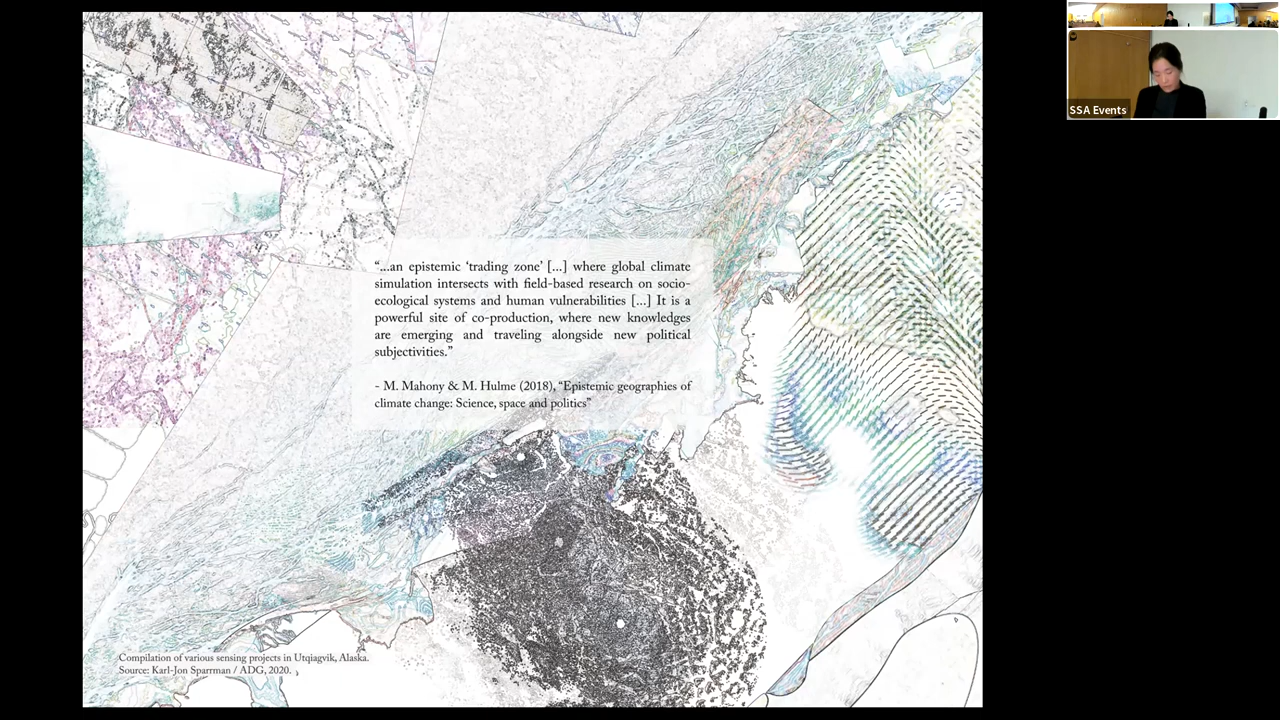 “...an epistemic ‘trading zone’ [...] where global climate
simulation intersects with field-based research on socio-
ecological systems and human vulnerabilities [...] It is a
powerful site of co-production, where new knowledges
are emerging and traveling alongside new political
subjectivities.”
~ M. Mahony & M. Hulme (2018), “Epistemic geographies of
climate change: Science, space and politics”
Compilation of various sensing projects in Utqiagvik, Alaska.
Source: Karl-Jon Sparrman / ADG, 2020.
SSA Events